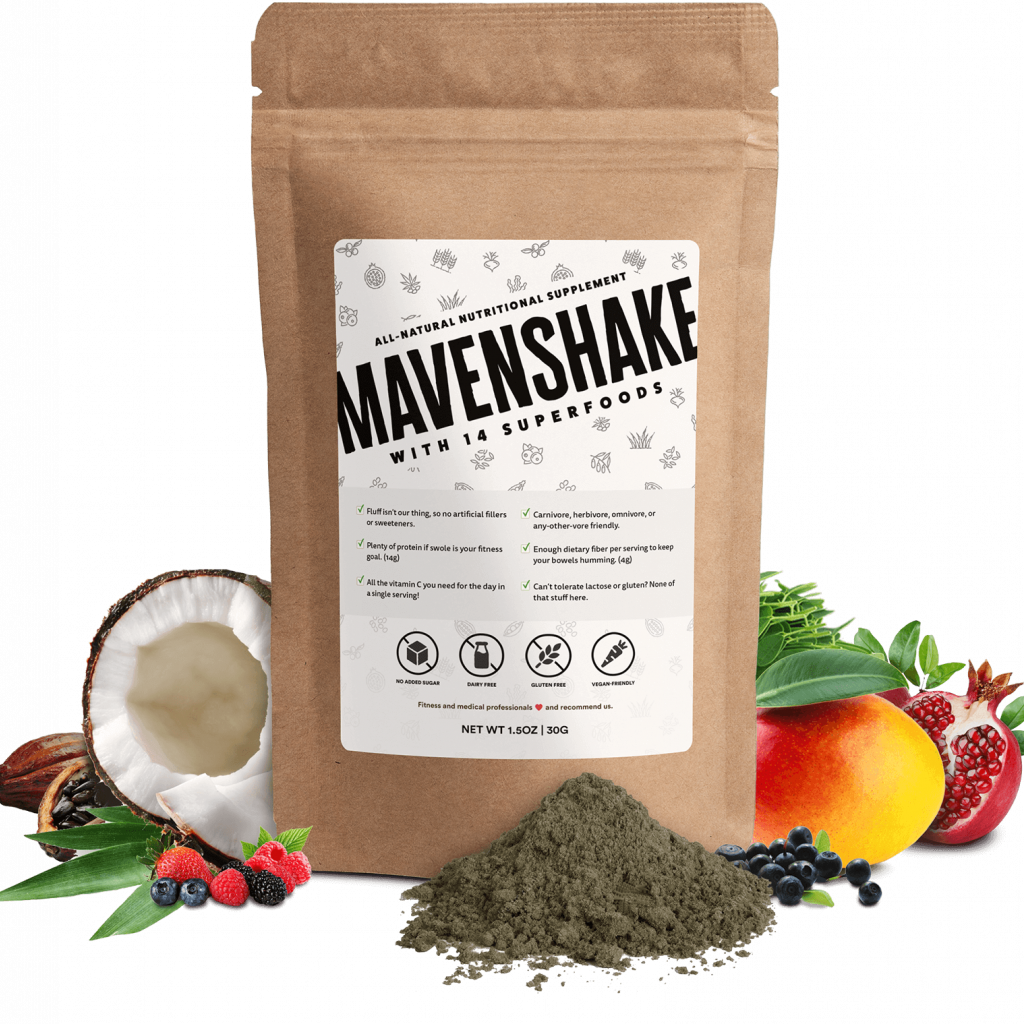 ALL-NATURAL NUTRITIONAL SUPPLEMENT
MAVENSHAKE
WITH 14 SUPERFOODS
Fluff isn't our thing, so no artificial fillers
or sweeteners.
Plenty of protein if swole is your fitness
goal. (14g)
All the vitamin C you need for the day in
a single serving!
Carnivore, herbivore, omnivore, or
any-other-vore friendly.
Enough dietary fiber per serving to keep
your bowels humming. (4g)
Can't tolerate lactose or gluten? None of
that stuff here.
NO ADDED SUGAR
DAIRY FREE
GLUTEN FREE
VEGAN-FRIENDLY
Fitness and medical professionals ❤ and recommend us.
NET WT 1.5OZ | 30G